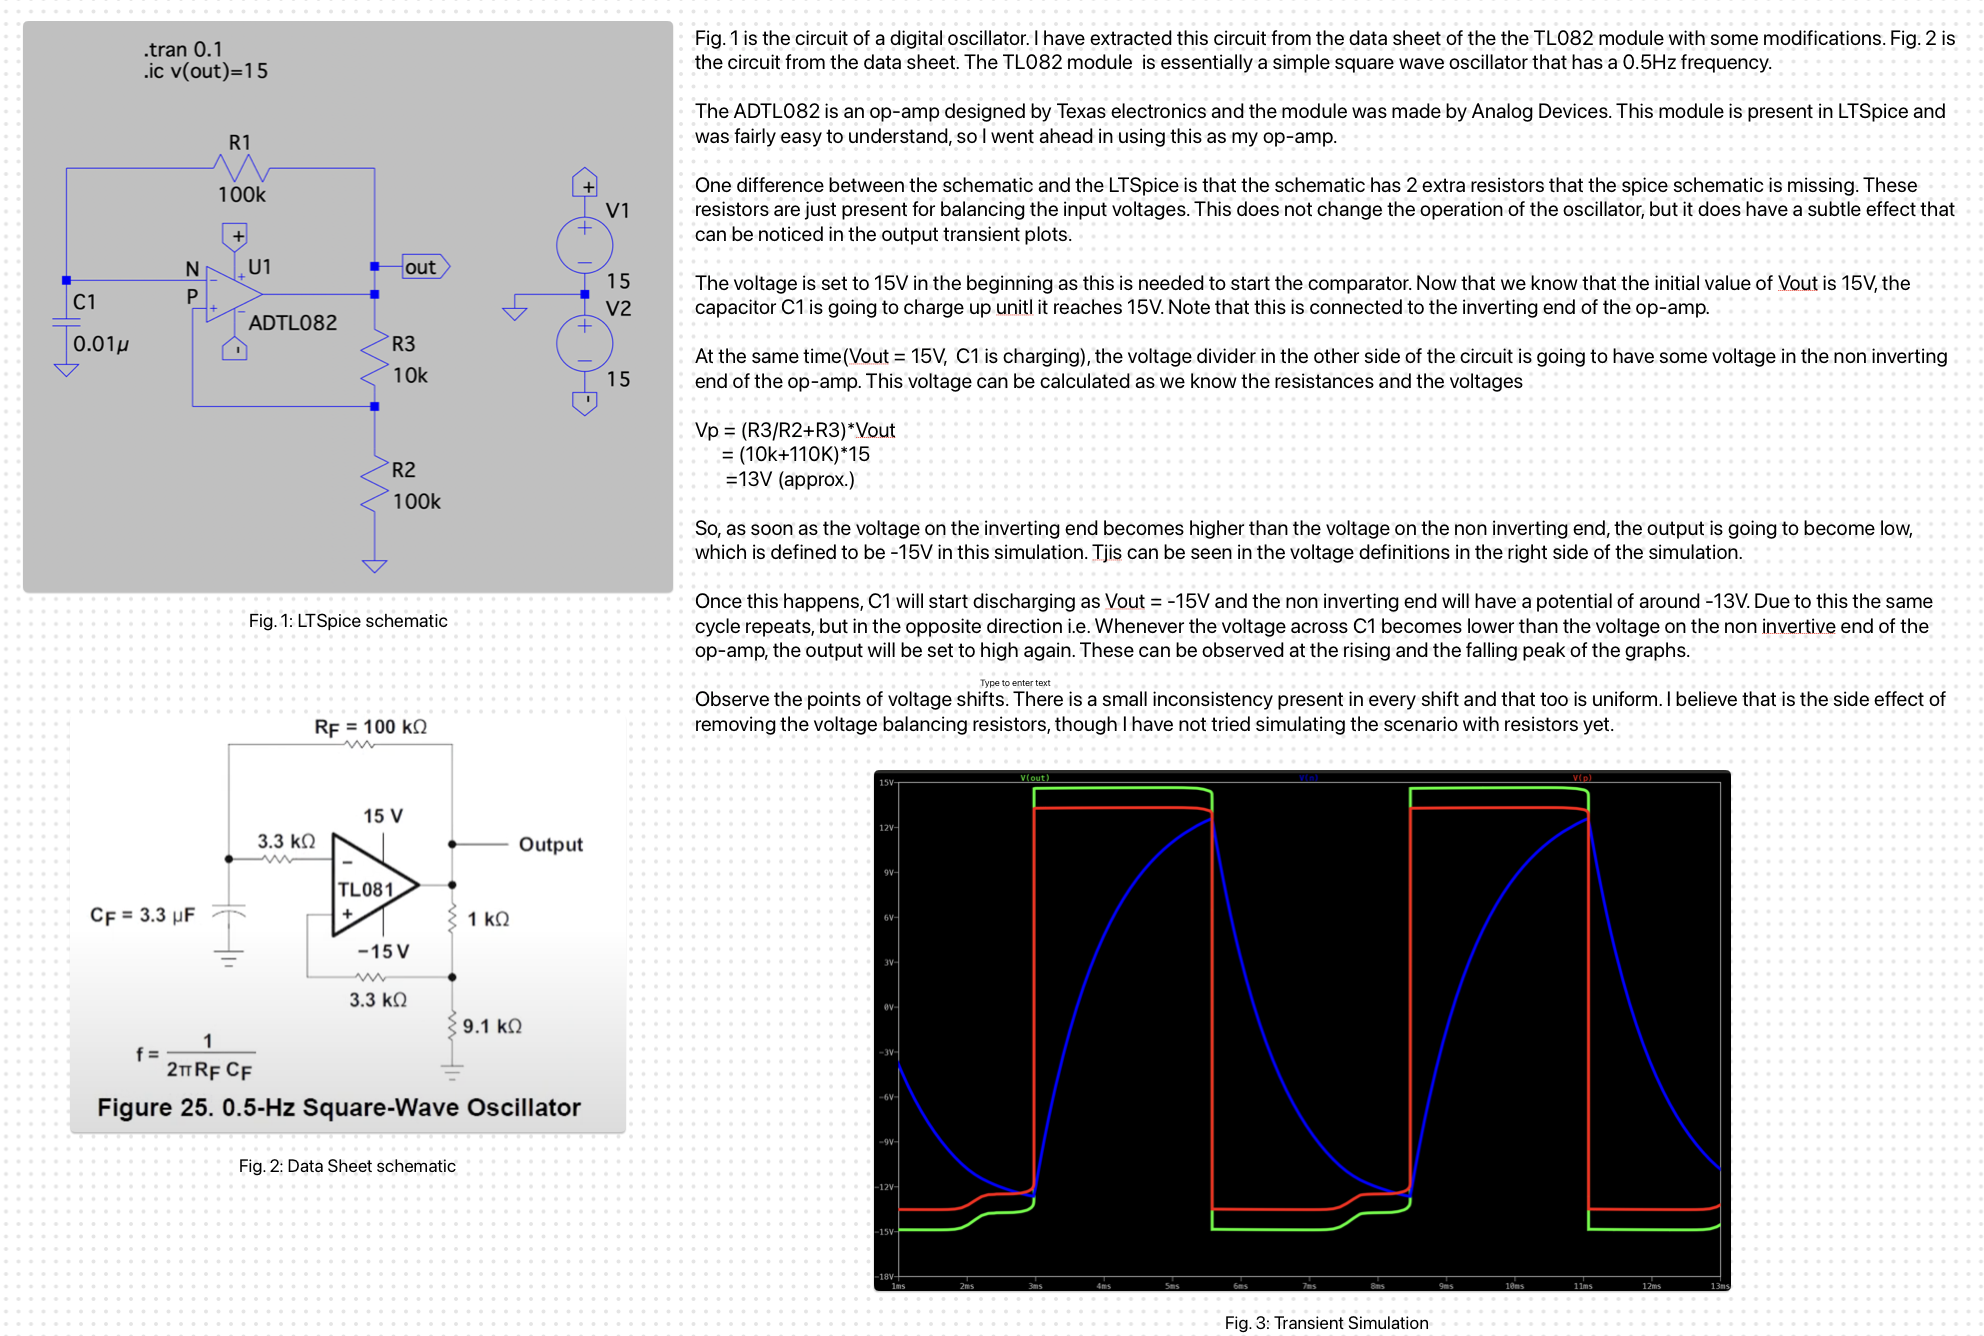 .tran 0.1
.ic v(out)=15
R1
100k
+
N
U1
P
ADTL082
C1
0.01µ
out
R3
10k
R2
100k
+
V1
15
V2
15
Fig. 1: LTSpice schematic
RF = 100 kΩ
15 V
3.3 kΩ
Output
TL081
CF = 3.3 µF
1 kΩ
−15 V
3.3 kΩ
9.1 kΩ
f = 1
2π RF CF
Figure 25. 0.5-Hz Square-Wave Oscillator
Fig. 2: Data Sheet schematic
Fig. 1 is the circuit of a digital oscillator. I have extracted this circuit from the data sheet of the the TL082 module with some modifications. Fig. 2 is
the circuit from the data sheet. The TL082 module is essentially a simple square wave oscillator that has a 0.5Hz frequency.
The ADTL082 is an op-amp designed by Texas electronics and the module was made by Analog Devices. This module is present in LTSpice and
was fairly easy to understand, so I went ahead in using this as my op-amp.
One difference between the schematic and the LTSpice is that the schematic has 2 extra resistors that the spice schematic is missing. These
resistors are just present for balancing the input voltages. This does not change the operation of the oscillator, but it does have a subtle effect that
can be noticed in the output transient plots.
The voltage is set to 15V in the beginning as this is needed to start the comparator. Now that we know that the initial value of Vout is 15V, the
capacitor C1 is going to charge up unitl it reaches 15V. Note that this is connected to the inverting end of the op-amp.
At the same time(Vout = 15V, C1 is charging), the voltage divider in the other side of the circuit is going to have some voltage in the non inverting
end of the op-amp. This voltage can be calculated as we know the resistances and the voltages
Vp = (R3/R2+R3)*Vout
= (10k+110K)*15
=13V (approx.)
So, as soon as the voltage on the inverting end becomes higher than the voltage on the non inverting end, the output is going to become low,
which is defined to be -15V in this simulation. Tjis can be seen in the voltage definitions in the right side of the simulation.
Once this happens, C1 will start discharging as Vout = -15V and the non inverting end will have a potential of around -13V. Due to this the same
cycle repeats, but in the opposite direction i.e. Whenever the voltage across C1 becomes lower than the voltage on the non invertive end of the
op-amp, the output will be set to high again. These can be observed at the rising and the falling peak of the graphs.
Type to enter text
Observe the points of voltage shifts. There is a small inconsistency present in every shift and that too is uniform. I believe that is the side effect of
removing the voltage balancing resistors, though I have not tried simulating the scenario with resistors yet.
V(out) V(n) V(p)
15V
12V
9V
6V
3V
0V
-3V
-6V
-9V
-12V
-15V
-18V
1ms 2ms 3ms 4ms 5ms 6ms 7ms 8ms 9ms 10ms 11ms 12ms 13ms
Fig. 3: Transient Simulation